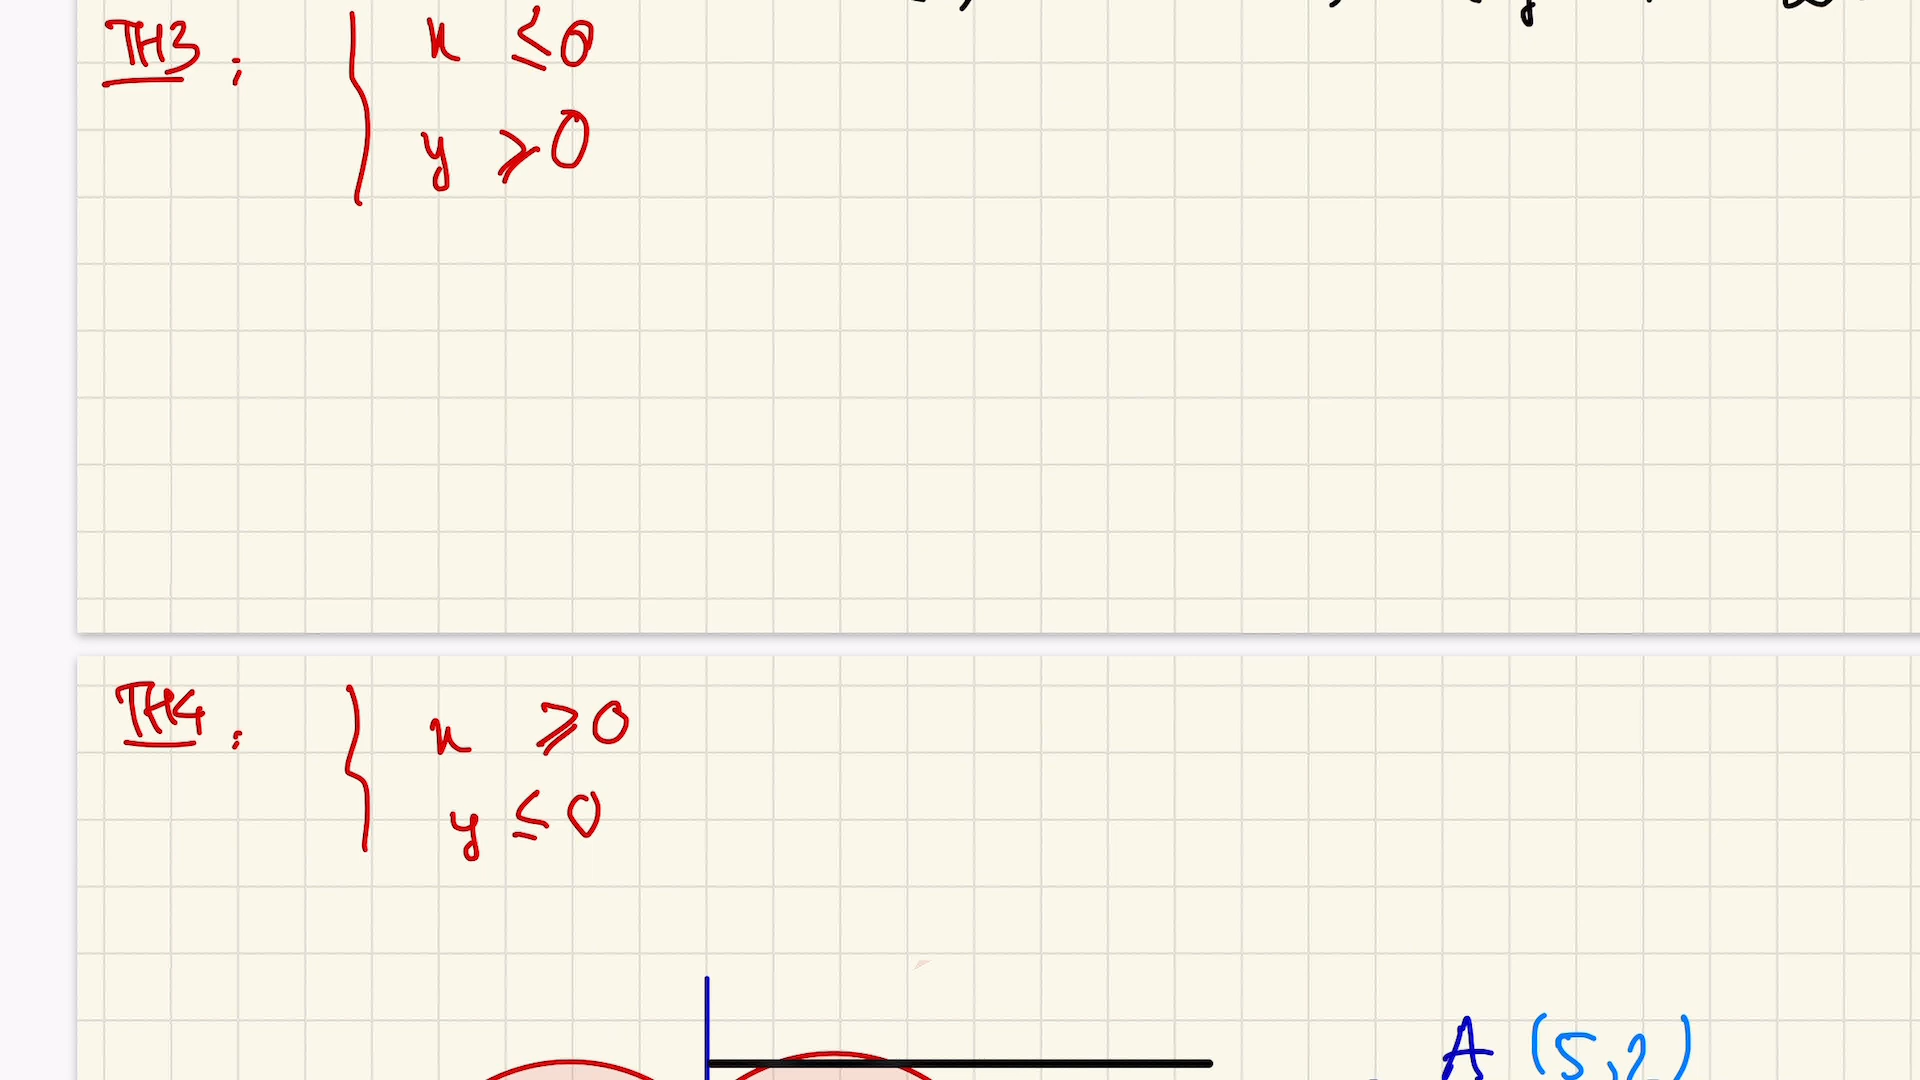 TH3 : { x ≤ 0
y ≥ 0
TH4 : { x ≥ 0
y ≤ 0
A (5,2)